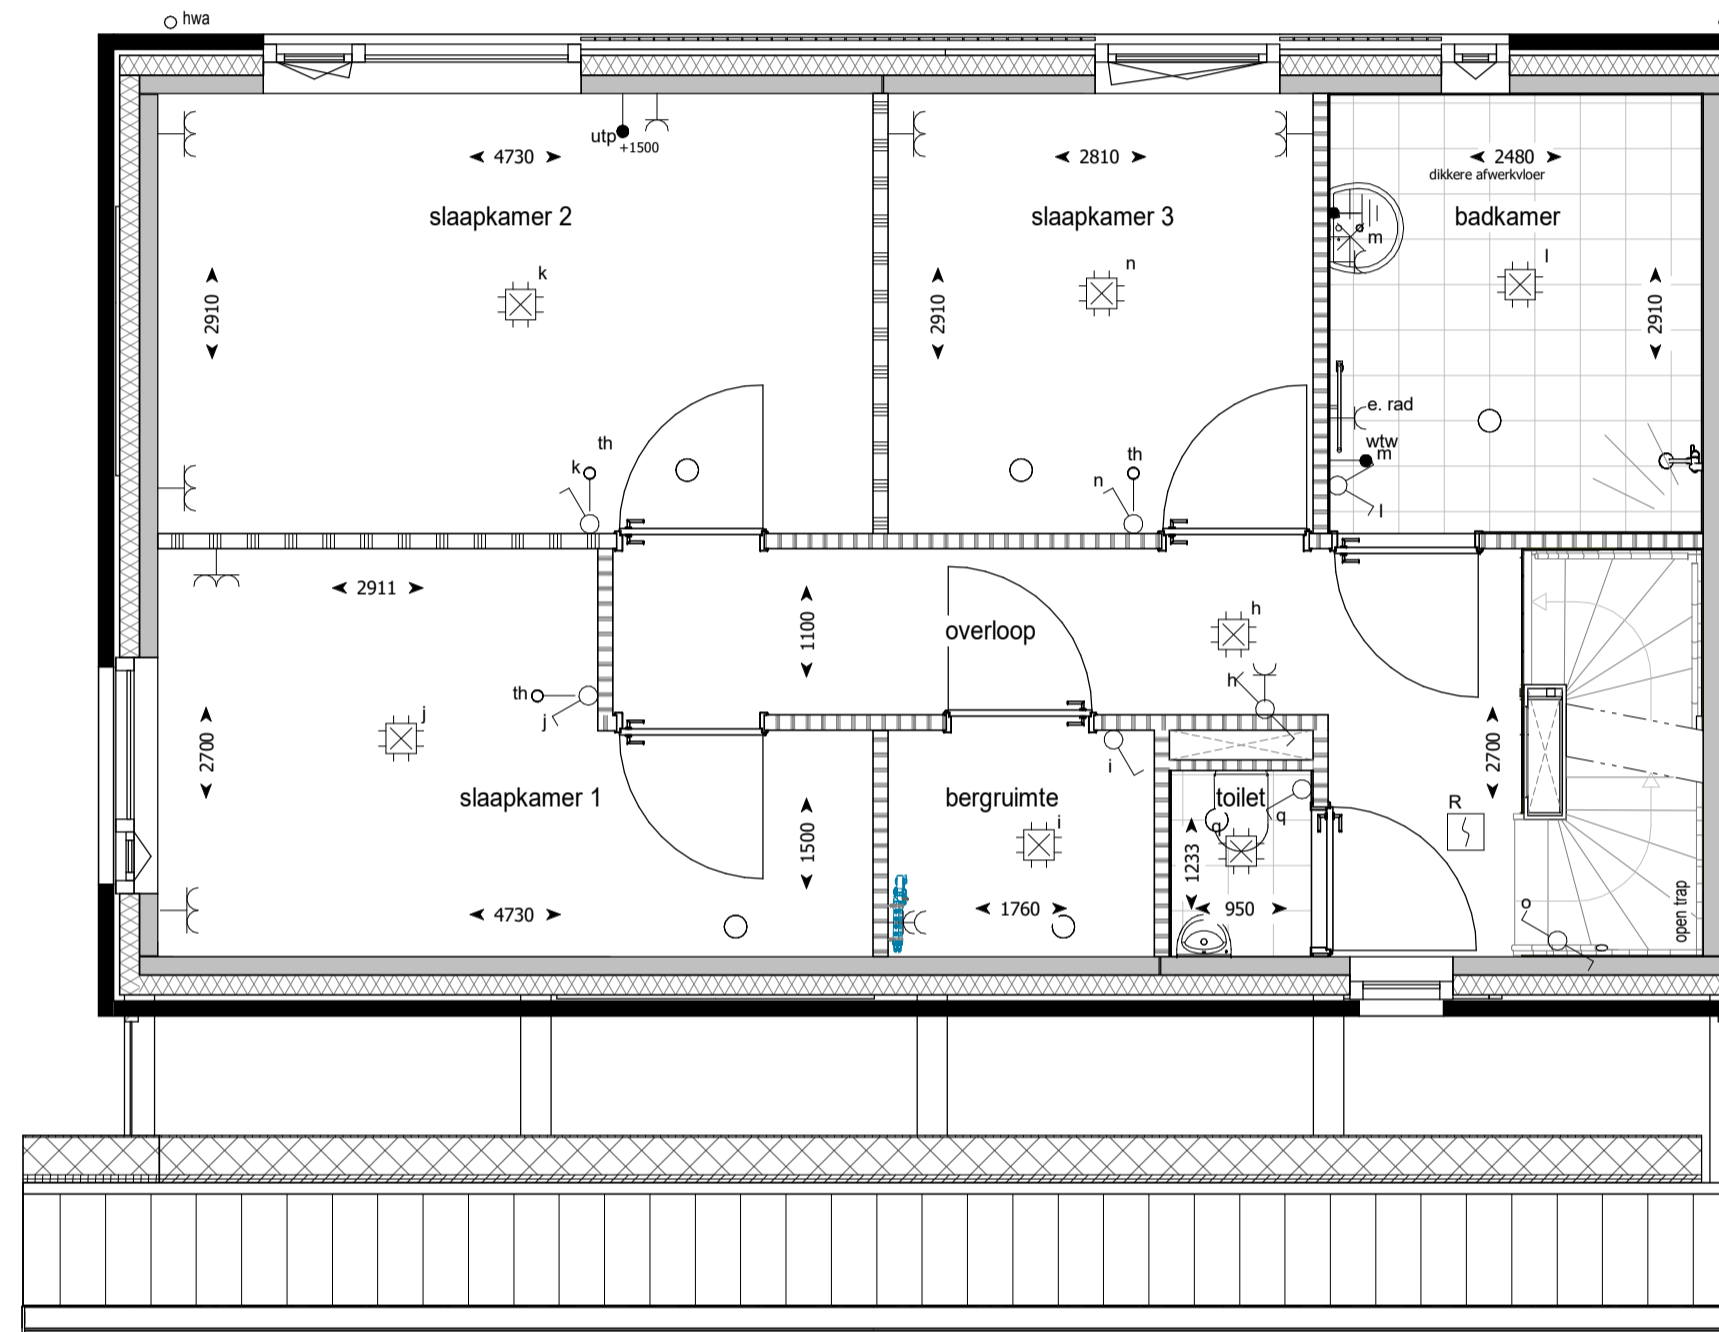 hwa
utp
+1500
4730
2810
2480
dikkere afwerkvloer
slaapkamer 2
slaapkamer 3
badkamer
m
k
n
l
2910
2910
2910
e. rad
wtw
m
th
k
th
n
l
2911
1100
overloop
h
h
th
j
j
2700
2700
i
slaapkamer 1
bergruimte
toilet
R
q
q
i
1500
1233
4730
1760
950
o
o
open trap